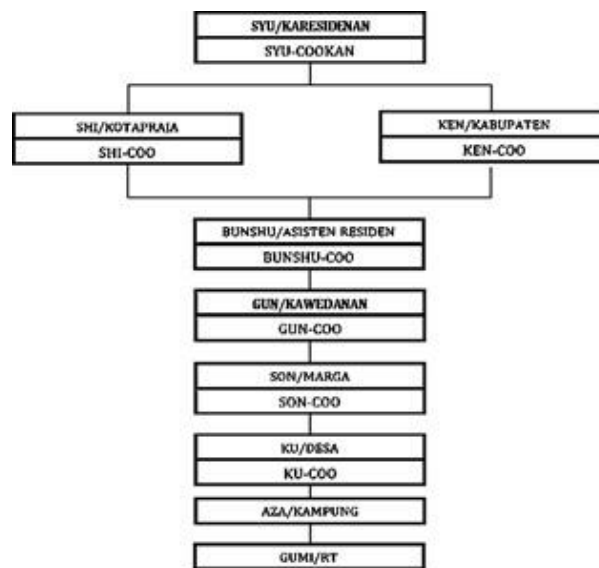 SYU/KARESIDENAN
SYU-COOKAN
SHI/KOTAPRAJA
SHI-COO
KEN/KABUPATEN
KEN-COO
BUNSHU/ASISTEN RESIDEN
BUNSHU-COO
GUN/KAWEDANAN
GUN-COO
SON/MARGA
SON-COO
KU/DESA
KU-COO
AZA/KAMPUNG
GUMI/RT